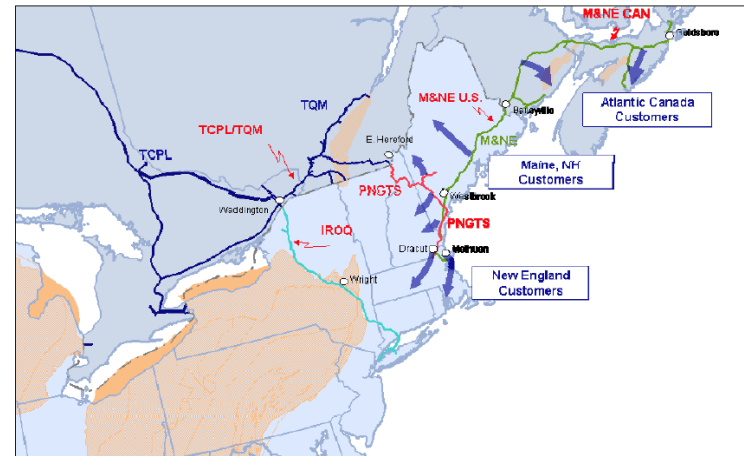 M&NE CAN
Goldsboro
TQM
M&NE U.S.
Baileyville
Atlantic Canada
Customers
TCPL/TQM
E. Hereford
M&NE
TCPL
Maine, NH
Customers
PNGTS
Westbrook
Waddington
PNGTS
IROQ
Dracut
Methuen
Wright
New England
Customers